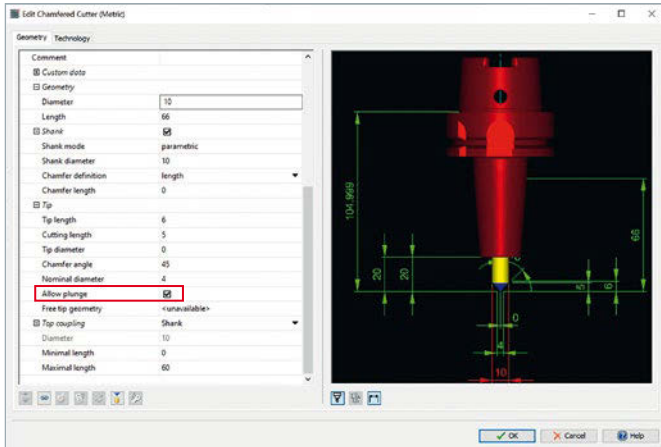 Edit Chamfered Cutter (Metric)
Geometry Technology
Comment
Custom data
Geometry
Diameter 10
Length 66
Shank
Shank mode parametric
Shank diameter 10
Chamfer definition length
Chamfer length 0
Tip
Tip length 6
Cutting length 5
Tip diameter 0
Chamfer angle 45
Nominal diameter 4
Allow plunge
Free tip geometry <unavailable>
Top coupling Shank
Diameter 10
Minimal length 0
Maximal length 60
104.999
66
20
20
5
6
0
4
10
OK Cancel Help